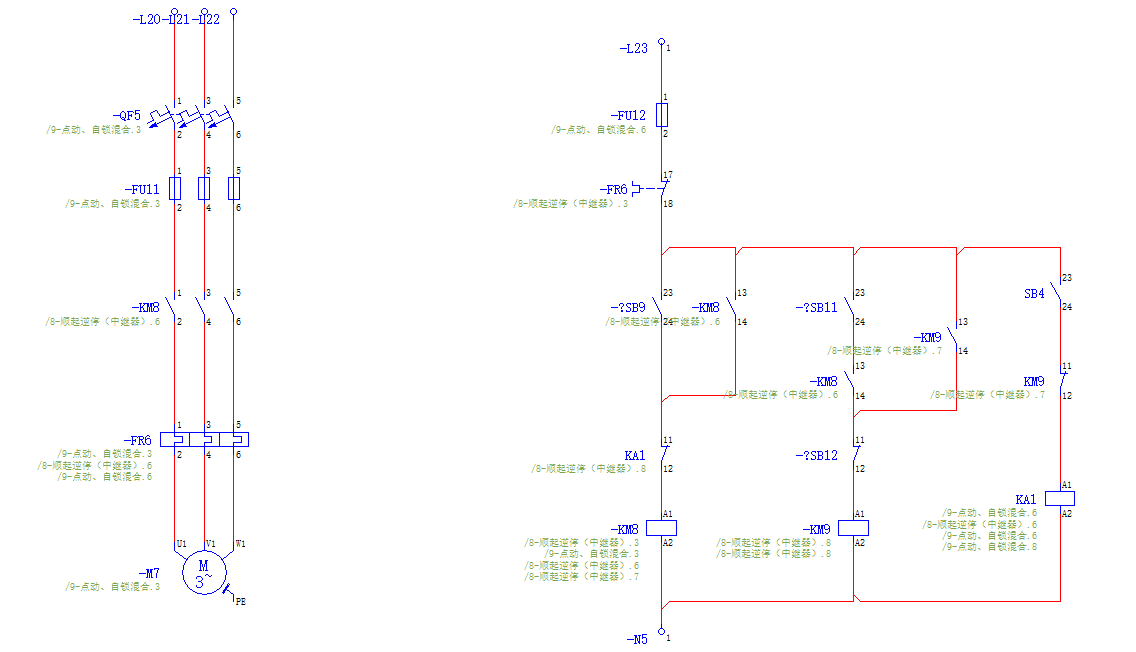 -L20-L21-L22
1 3 5
-QF5
/9-点动、自锁混合.3
2 4 6
1 3 5
-FU11
/9-点动、自锁混合.3
2 4 6
1 3 5
-KM8
/8-顺起逆停（中继器）.6
2 4 6
1 3 5
-FR6
/9-点动、自锁混合.3
2 4 6
/8-顺起逆停（中继器）.6
/9-点动、自锁混合.6
U1 V1 W1
M
3~
-M7
/9-点动、自锁混合.3
PE
-L23
1
1
-FU12
/9-点动、自锁混合.6
2
17
-FR6
/8-顺起逆停（中继器）.3
18
23
-?SB9
24
13
-KM8
/8-顺起逆停（中继器）.6
14
23
-?SB11
24
13
-KM9
/8-顺起逆停（中继器）.7
14
23
SB4
24
13
-KM8
/8-顺起逆停（中继器）.6
14
11
KM9
/8-顺起逆停（中继器）.7
12
11
KA1
/8-顺起逆停（中继器）.8
12
11
-?SB12
12
A1
-KM8
A2
/8-顺起逆停（中继器）.3
/9-点动、自锁混合.3
/8-顺起逆停（中继器）.6
/8-顺起逆停（中继器）.7
A1
-KM9
A2
/8-顺起逆停（中继器）.8
/8-顺起逆停（中继器）.8
A1
KA1
A2
/9-点动、自锁混合.6
/8-顺起逆停（中继器）.6
/9-点动、自锁混合.6
/9-点动、自锁混合.8
-N5
1